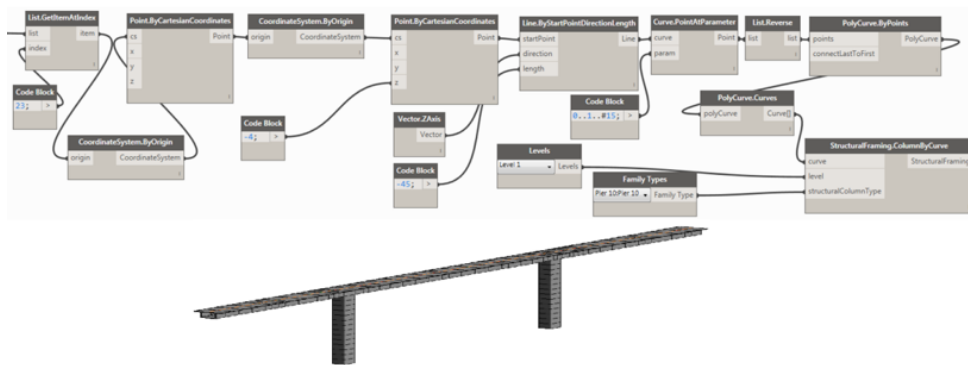 List.GetItemAtIndex
list
item
index
Code Block
23;
>
Point.ByCartesianCoordinates
cs
Point
x
y
z
CoordinateSystem.ByOrigin
origin
CoordinateSystem
CoordinateSystem.ByOrigin
origin
CoordinateSystem
Code Block
-4;
>
Point.ByCartesianCoordinates
cs
Point
x
y
z
Vector.ZAxis
Vector
Code Block
-45;
>
Line.ByStartPointDirectionLength
startPoint
Line
direction
length
Code Block
0..1..#15;
>
Curve.PointAtParameter
curve
Point
param
List.Reverse
list
list
PolyCurve.ByPoints
points
PolyCurve
connectLastToFirst
PolyCurve.Curves
polyCurve
Curve[]
Levels
Level 1
Levels
Family Types
Pier 10:Pier 10
Family Type
StructuralFraming.ColumnByCurve
curve
StructuralFraming
level
structuralColumnType